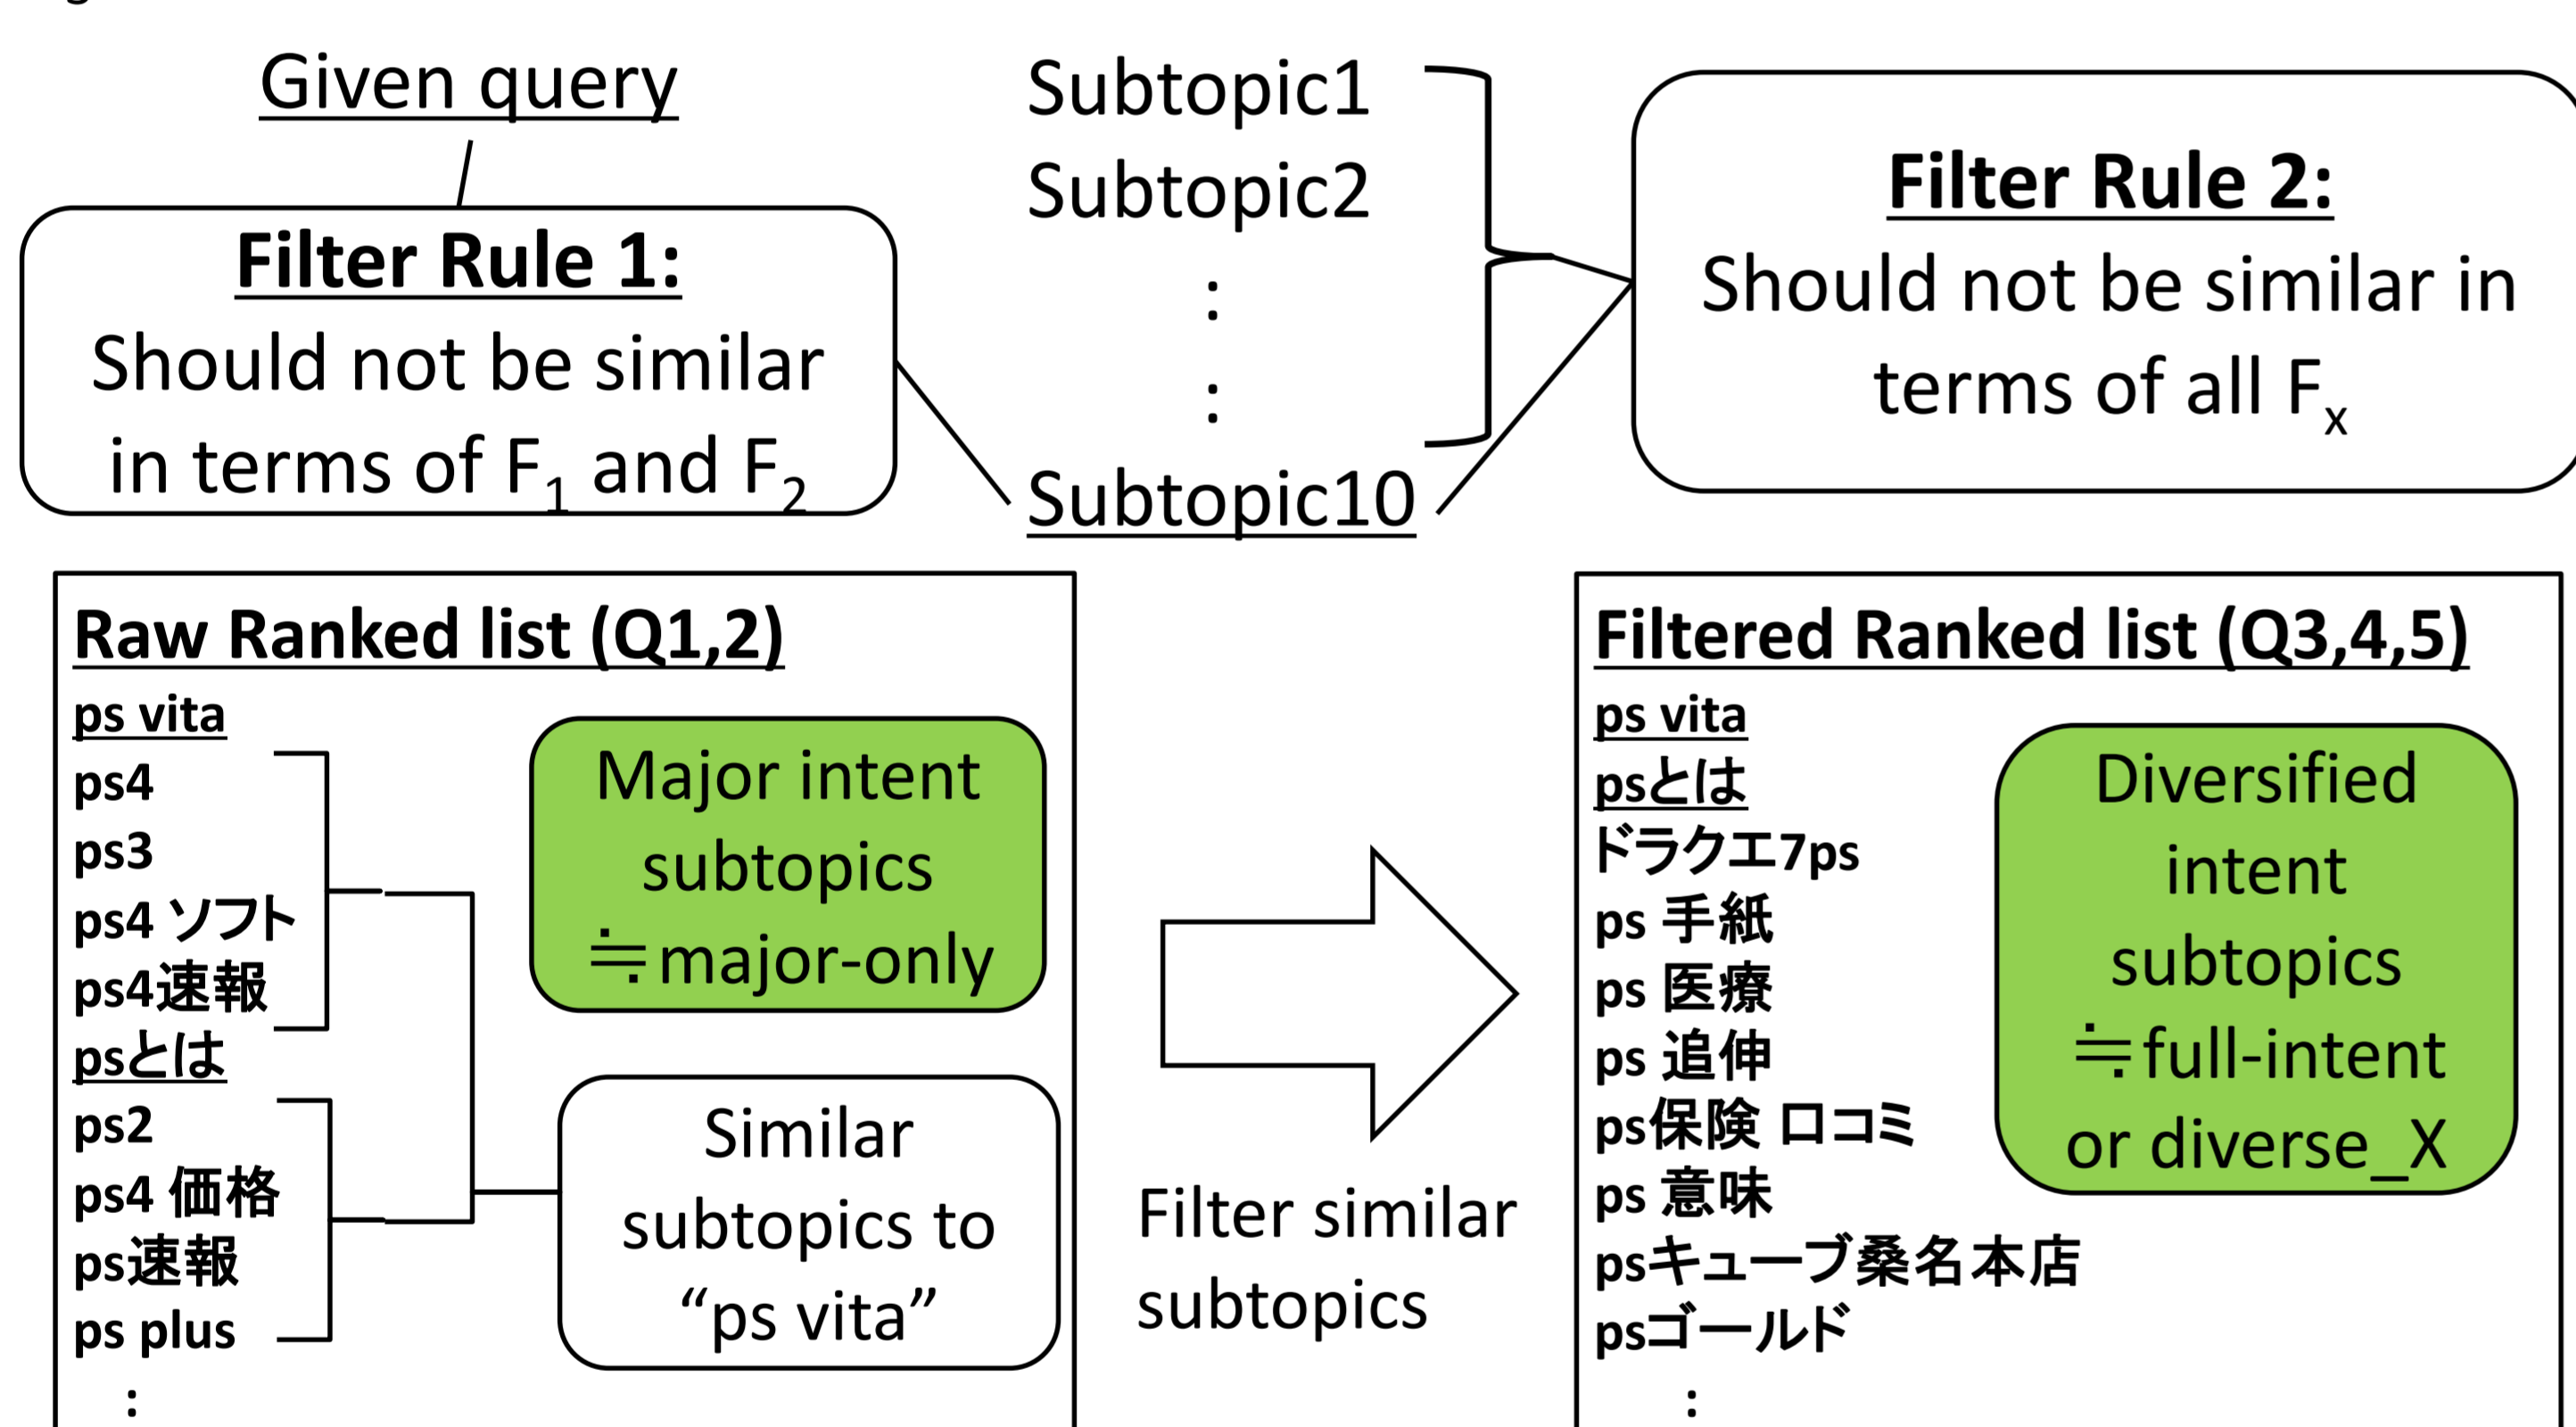 Given query
Filter Rule 1:
Should not be similar
in terms of F1 and F2
Subtopic1
Subtopic2
:
:
Subtopic10
Filter Rule 2:
Should not be similar in
terms of all Fx
Raw Ranked list (Q1,2)
ps vita
ps4
ps3
ps4 ソフト
ps4速報
psとは
ps2
ps4 価格
ps速報
ps plus
:
Major intent
subtopics
≒major-only
Similar
subtopics to
“ps vita”
Filter similar
subtopics
Filtered Ranked list (Q3,4,5)
ps vita
psとは
ドラクエ7ps
ps 手紙
ps 医療
ps 追伸
ps保険 口コミ
ps 意味
psキューブ桑名本店
psゴールド
:
Diversified
intent
subtopics
≒full-intent
or diverse_X